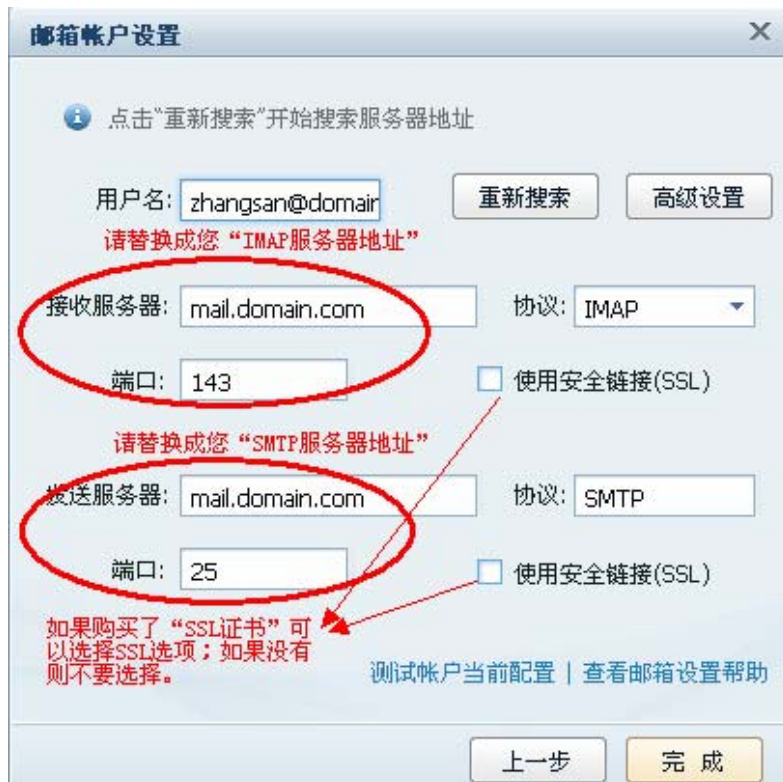 邮箱帐户设置
点击"重新搜索"开始搜索服务器地址
用户名: zhangsan@domain 重新搜索 高级设置
请替换成您 “IMAP服务器地址”
接收服务器: mail.domain.com 协议: IMAP
端口: 143 使用安全链接(SSL)
请替换成您 “SMTP服务器地址”
发送服务器: mail.domain.com 协议: SMTP
端口: 25 使用安全链接(SSL)
如果购买了 “SSL证书” 可
以选择SSL选项；如果没有
则不要选择。
测试帐户当前配置 | 查看邮箱设置帮助
上一步 完 成